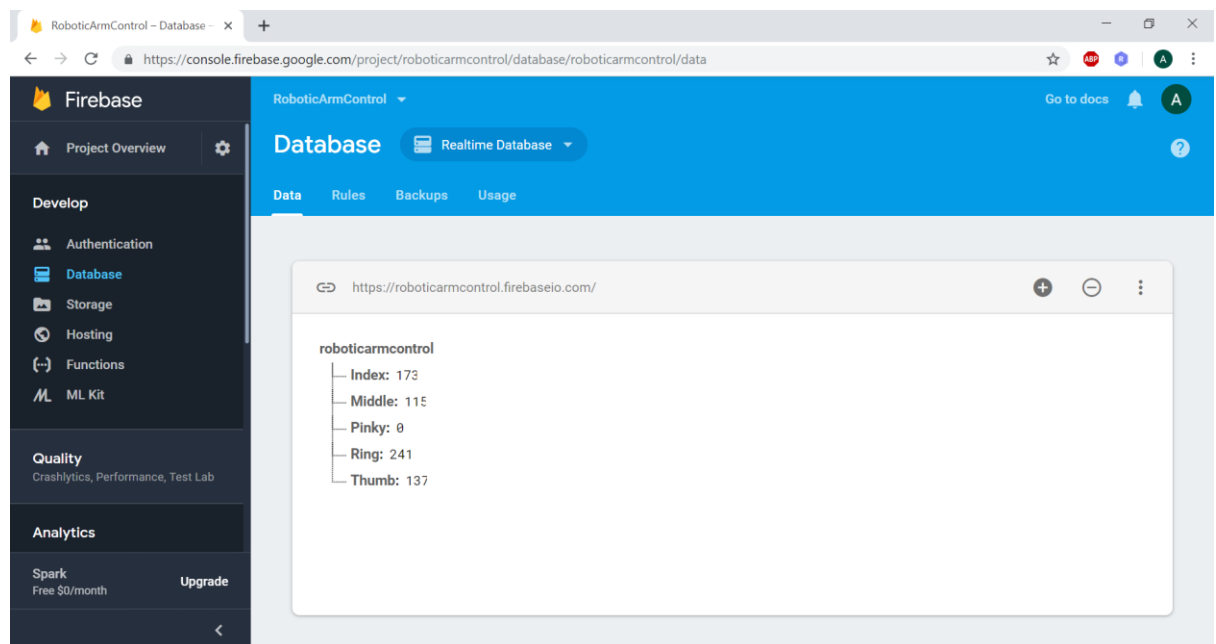 RoboticArmControl – Database –
https://console.firebase.google.com/project/roboticarmcontrol/database/roboticarmcontrol/data
ABP
R
A
Firebase
RoboticArmControl
Go to docs
A
Project Overview
Database
Realtime Database
?
Develop
Data Rules Backups Usage
Authentication
Database
Storage
Hosting
Functions
ML Kit
https://roboticarmcontrol.firebaseio.com/
roboticarmcontrol
Index: 173
Middle: 115
Pinky: 0
Ring: 241
Thumb: 137
Quality
Crashlytics, Performance, Test Lab
Analytics
Spark
Free $0/month
Upgrade